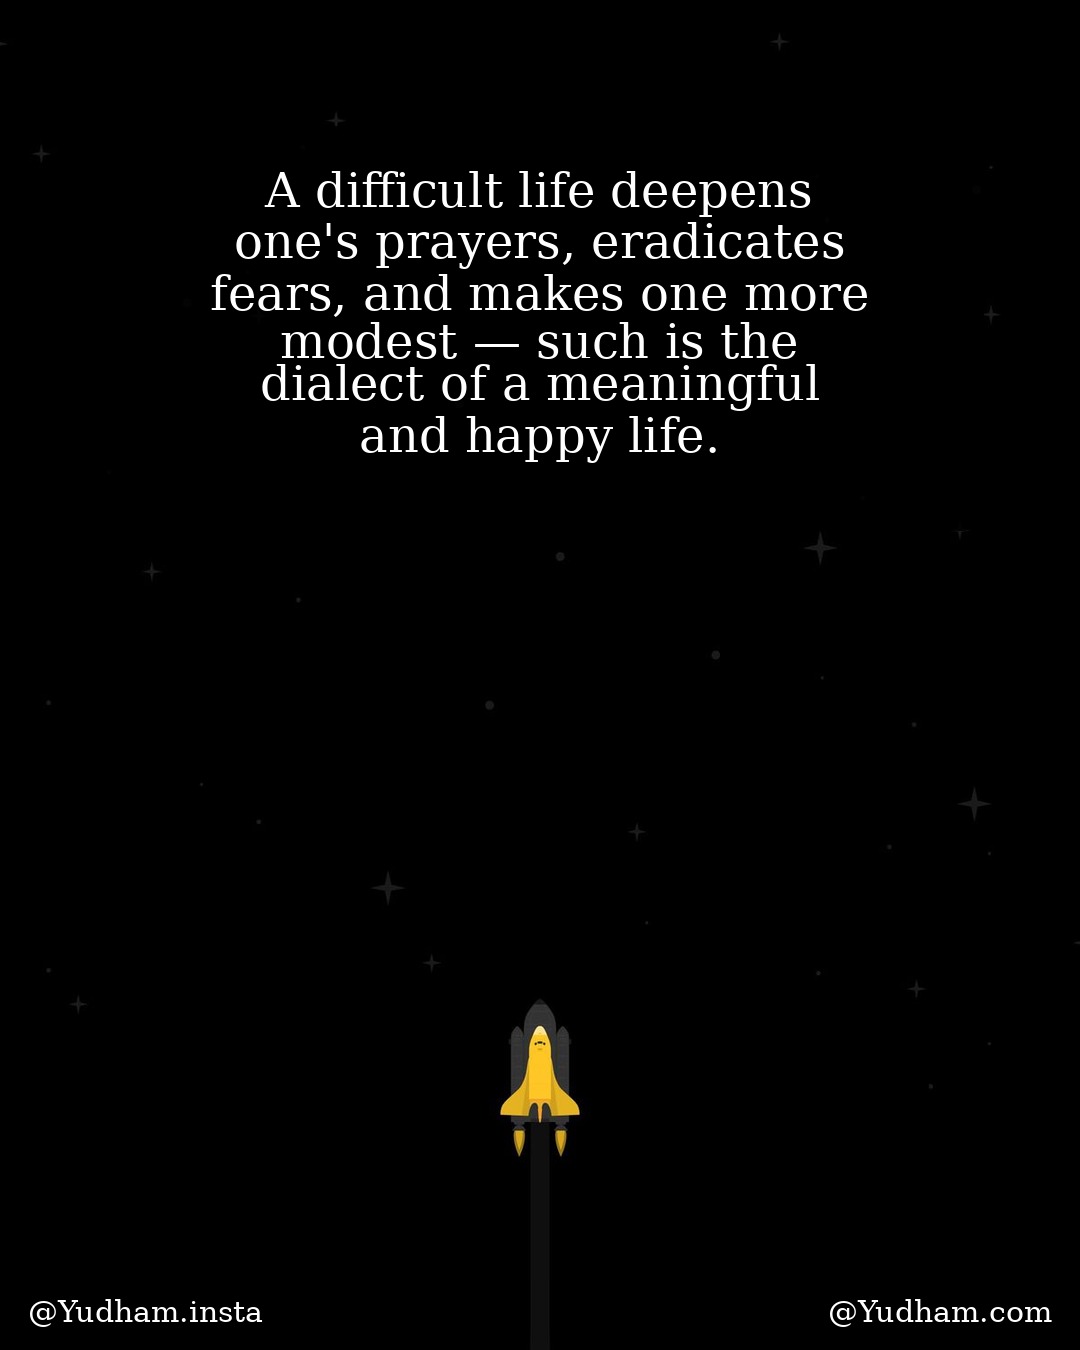 A difficult life deepens
one's prayers, eradicates
fears, and makes one more
modest — such is the
dialect of a meaningful
and happy life.
@Yudham.insta
@Yudham.com